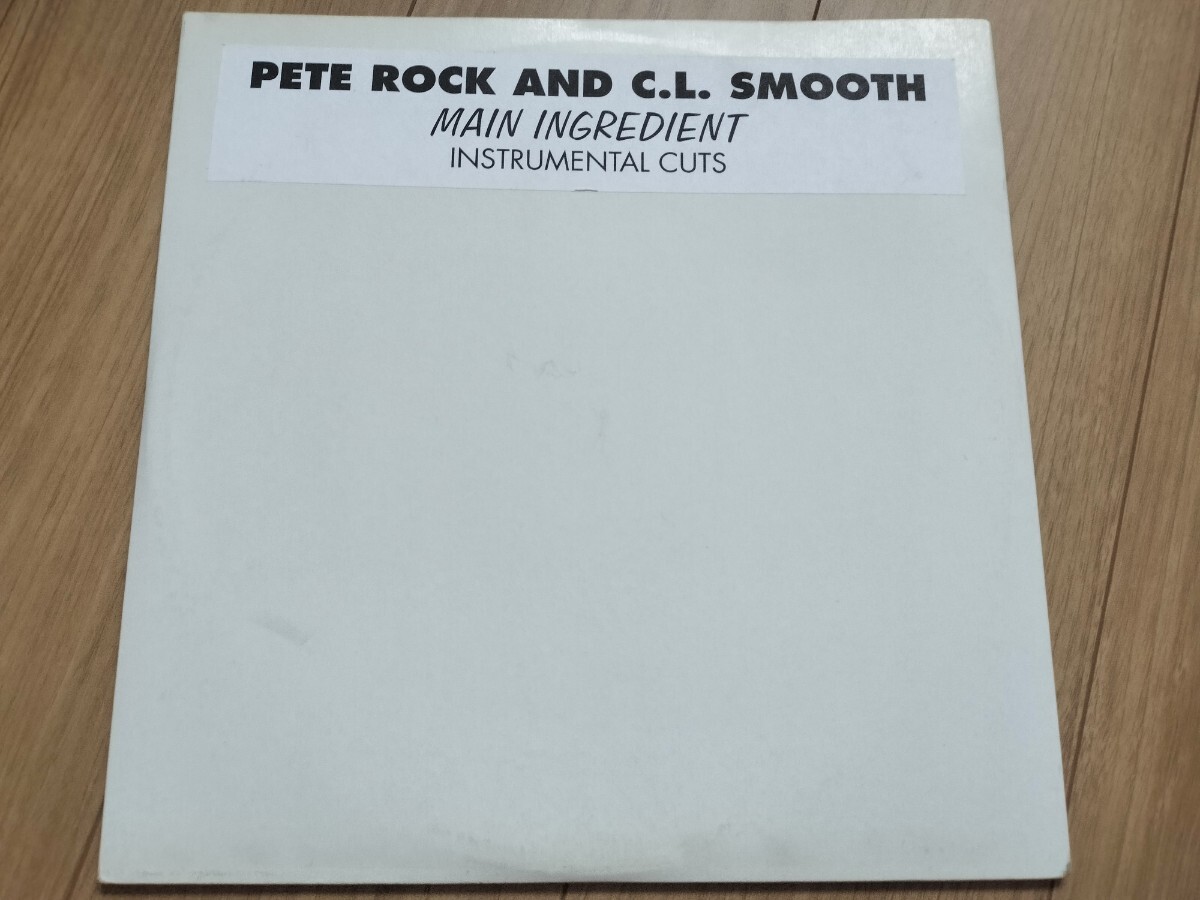 PETE ROCK AND C.L. SMOOTH
MAIN INGREDIENT
INSTRUMENTAL CUTS